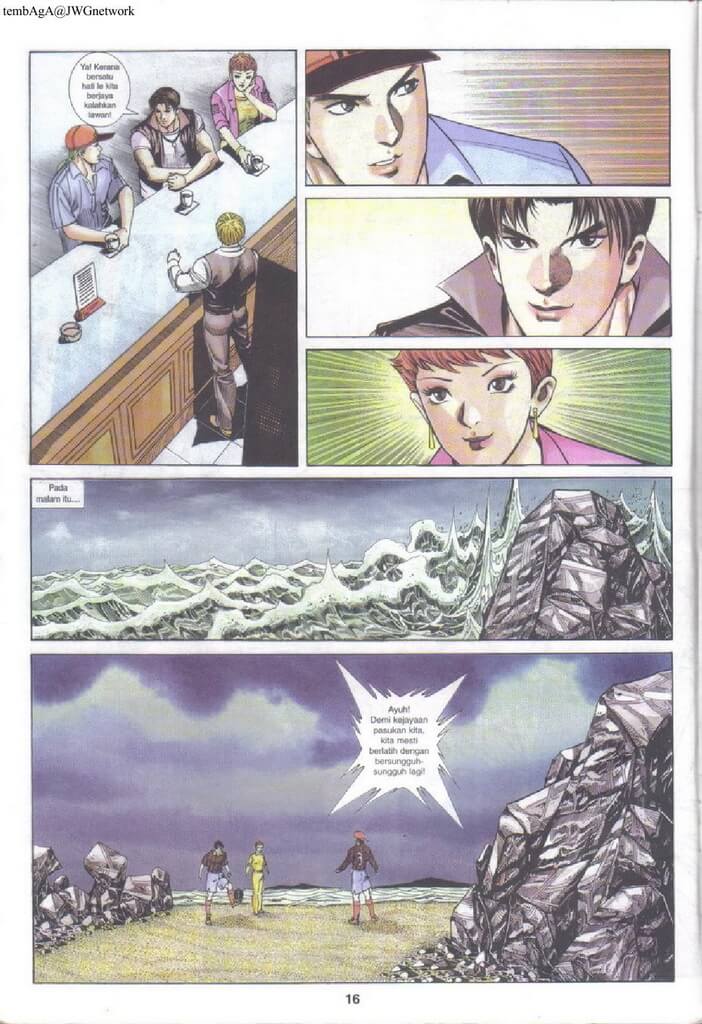 tembAgA@JWGnetwork
Ya! Kerana
bersatu
hati le kita
berjaya
kalahkan
lawan!
Pada
malam itu....
Ayuh!
Demi kejayaan
pasukan kita,
kita mesti
berlatih dengan
bersungguh-
sungguh lagi!
16